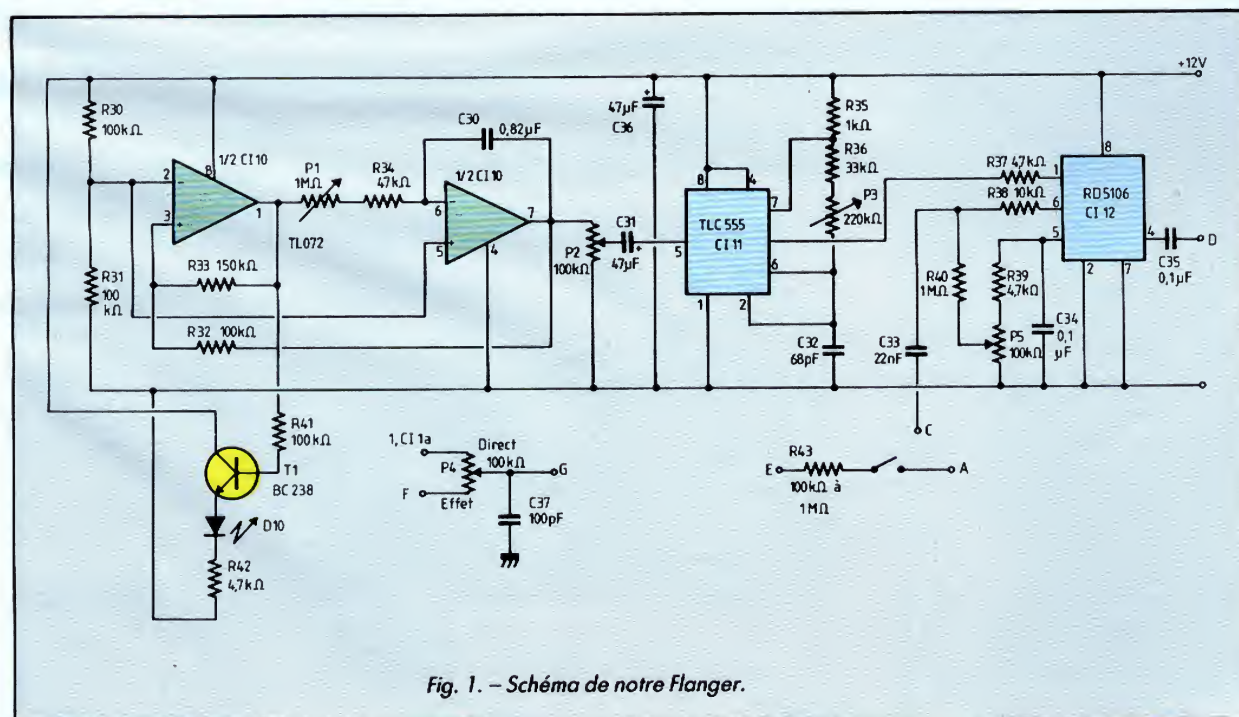 +12V
R30
100kΩ
1/2 CI 10
2
3
8
1
TL072
P1
1MΩ
R34
47kΩ
C30
0,82µF
1/2 CI 10
6
5
7
4
P2
100kΩ
C31
47µF
+
47µF
C36
R31
100
kΩ
R33 150kΩ
R32 100kΩ
8
4
7
TLC 555
CI 11
5
6
1
2
R35
1kΩ
R36
33kΩ
P3
220kΩ
C32
68pF
R37 47kΩ
R38 10kΩ
8
1
6
5
RD5106
CI 12
4
2
7
D
C35
0,1µF
R40
1MΩ
R39
4,7kΩ
P5
100kΩ
C34
0,1
µF
C33
22nF
C
R41
100kΩ
T1
BC 238
D10
R42
4,7kΩ
1, CI 1a
Direct
100kΩ
P4
G
F
Effet
C37
100pF
R43
E
A
100kΩ à
1MΩ
Fig. 1. – Schéma de notre Flanger.